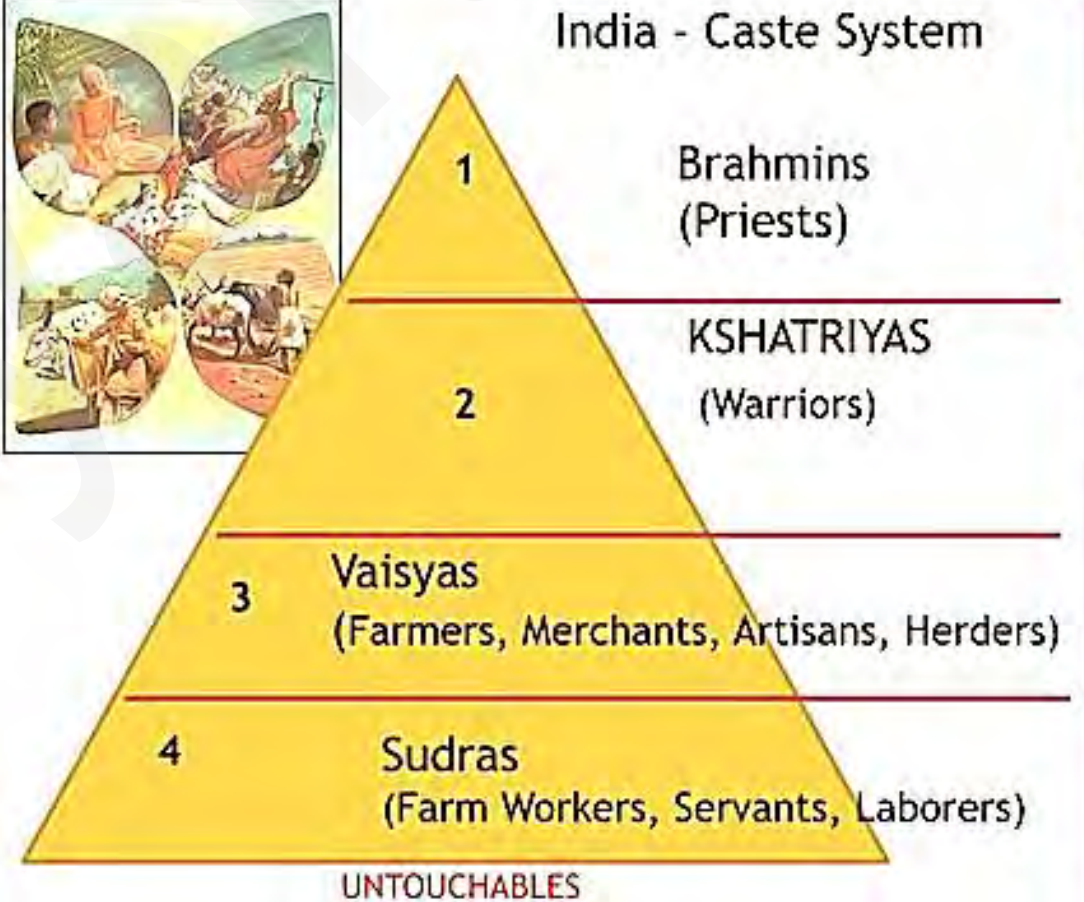 India - Caste System
1
Brahmins
(Priests)
KSHATRIYAS
2
(Warriors)
3
Vaisyas
(Farmers, Merchants, Artisans, Herders)
4
Sudras
(Farm Workers, Servants, Laborers)
UNTOUCHABLES